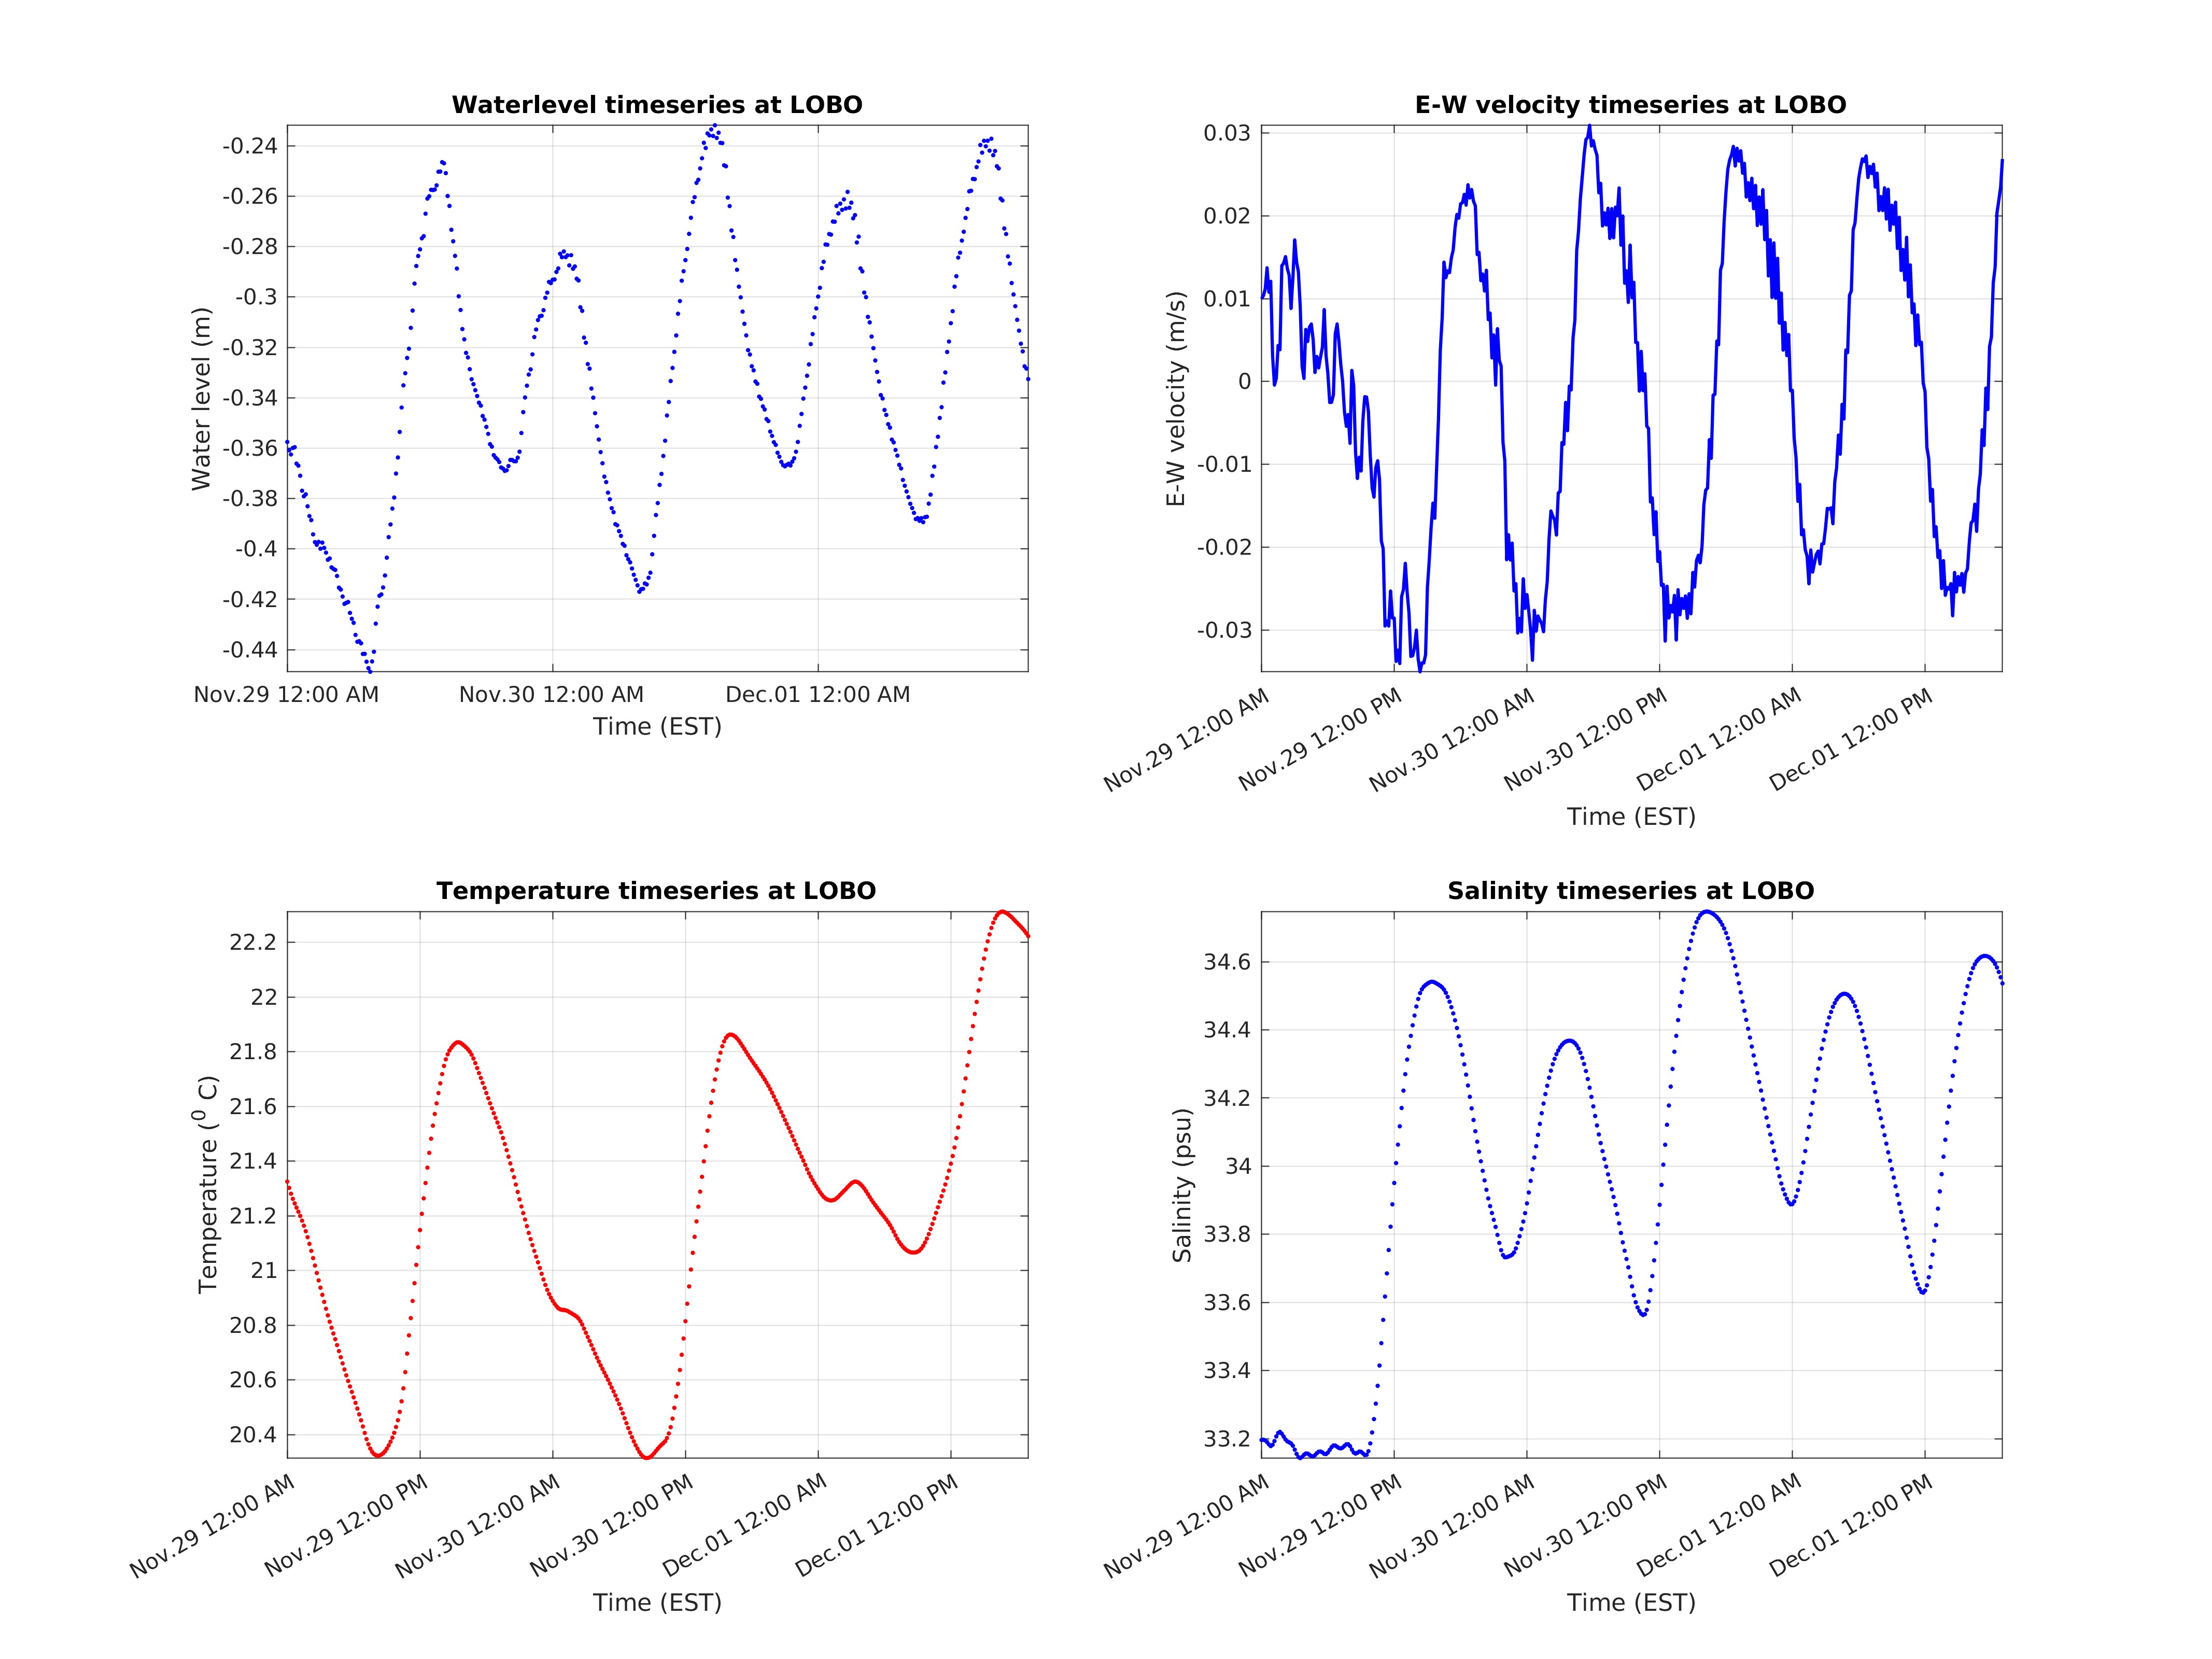 Waterlevel timeseries at LOBO
-0.24
-0.26
-0.28
-0.3
-0.32
-0.34
-0.36
-0.38
-0.4
-0.42
-0.44
Water level (m)
Nov.29 12:00 AM
Nov.30 12:00 AM
Dec.01 12:00 AM
Time (EST)
E-W velocity timeseries at LOBO
0.03
0.02
0.01
0
-0.01
-0.02
-0.03
E-W velocity (m/s)
Nov.29 12:00 AM
Nov.29 12:00 PM
Nov.30 12:00 AM
Nov.30 12:00 PM
Dec.01 12:00 AM
Dec.01 12:00 PM
Time (EST)
Temperature timeseries at LOBO
22.2
22
21.8
21.6
21.4
21.2
21
20.8
20.6
20.4
Temperature (⁰ C)
Nov.29 12:00 AM
Nov.29 12:00 PM
Nov.30 12:00 AM
Nov.30 12:00 PM
Dec.01 12:00 AM
Dec.01 12:00 PM
Time (EST)
Salinity timeseries at LOBO
34.6
34.4
34.2
34
33.8
33.6
33.4
33.2
Salinity (psu)
Nov.29 12:00 AM
Nov.29 12:00 PM
Nov.30 12:00 AM
Nov.30 12:00 PM
Dec.01 12:00 AM
Dec.01 12:00 PM
Time (EST)